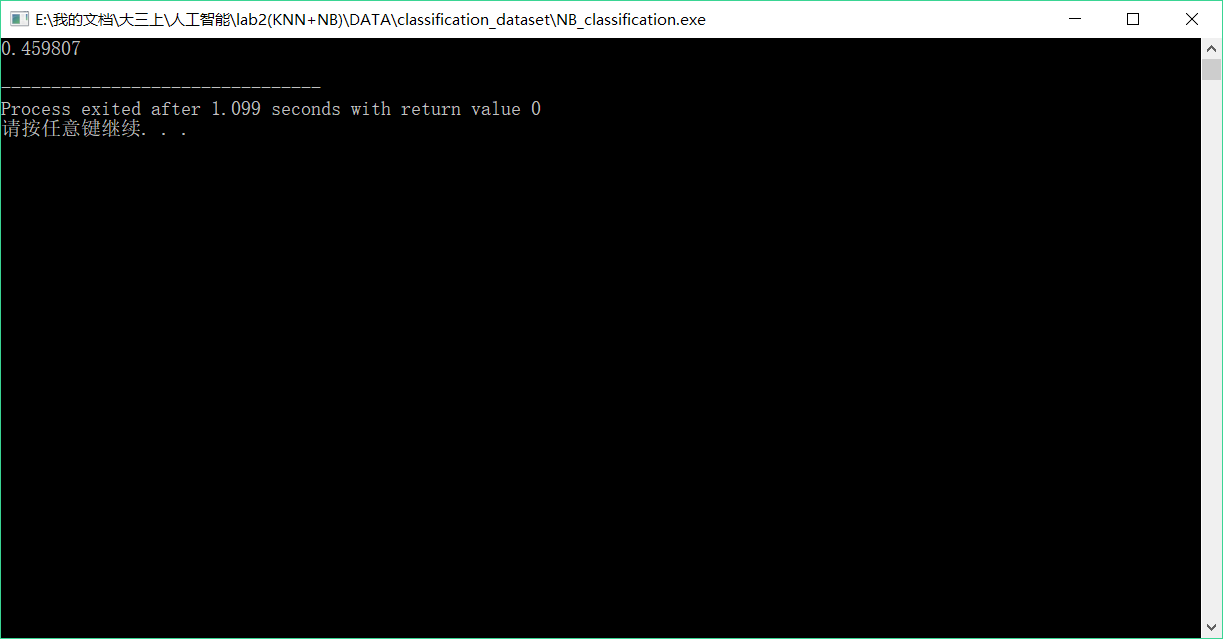 E:\我的文档\大三上\人工智能\lab2(KNN+NB)\DATA\classification_dataset\NB_classification.exe
0.459807
--------------------------------
Process exited after 1.099 seconds with return value 0
请按任意键继续. . .